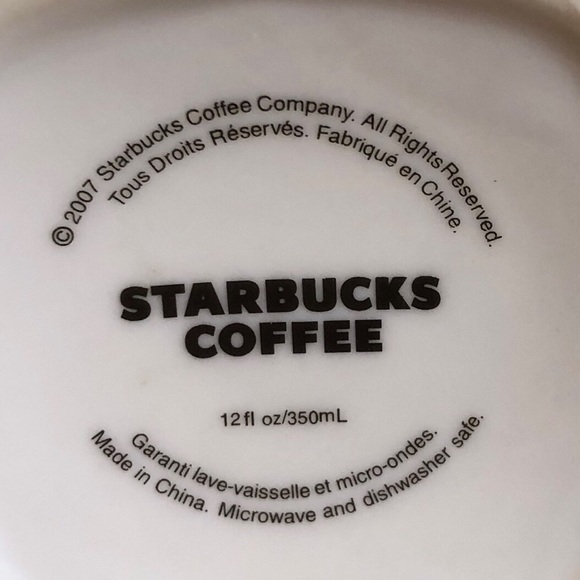 © 2007 Starbucks Coffee Company. All Rights Reserved.
Tous Droits Réservés. Fabriqué en Chine.
STARBUCKS
COFFEE
12 fl oz/350mL
Garanti lave-vaisselle et micro-ondes.
Made in China. Microwave and dishwasher safe.